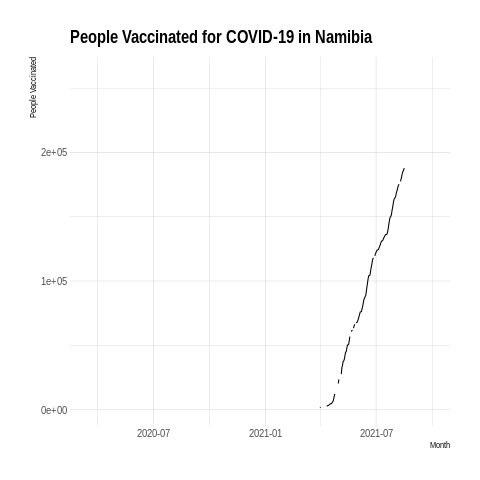 People Vaccinated for COVID-19 in Namibia
People Vaccinated
2e+05
1e+05
0e+00
2020-07
2021-01
2021-07
Month